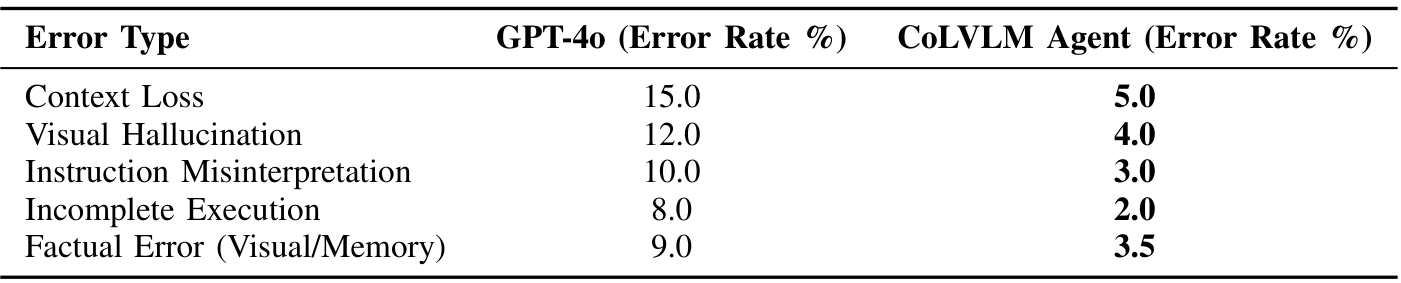 Error Type GPT-4o (Error Rate %) CoLVLM Agent (Error Rate %)
Context Loss 15.0 5.0
Visual Hallucination 12.0 4.0
Instruction Misinterpretation 10.0 3.0
Incomplete Execution 8.0 2.0
Factual Error (Visual/Memory) 9.0 3.5